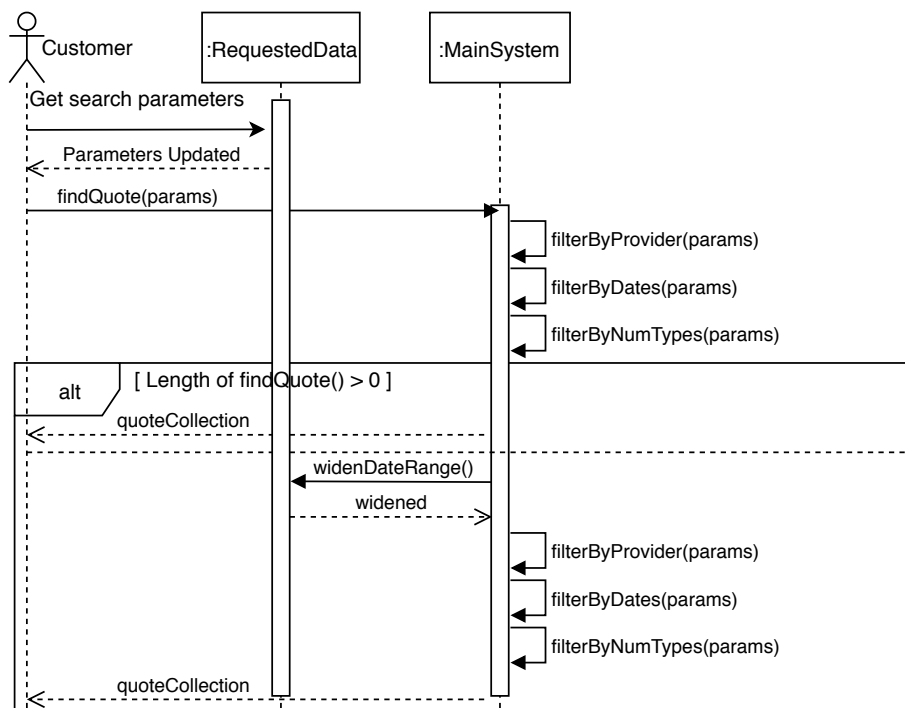 Customer
:RequestedData
:MainSystem
Get search parameters
Parameters Updated
findQuote(params)
filterByProvider(params)
filterByDates(params)
filterByNumTypes(params)
alt
[ Length of findQuote() > 0 ]
quoteCollection
widenDateRange()
widened
filterByProvider(params)
filterByDates(params)
filterByNumTypes(params)
quoteCollection